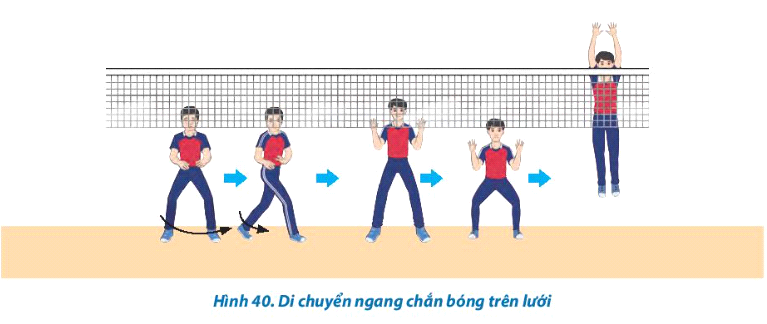 Hình 40. Di chuyển ngang chắn bóng trên lưới